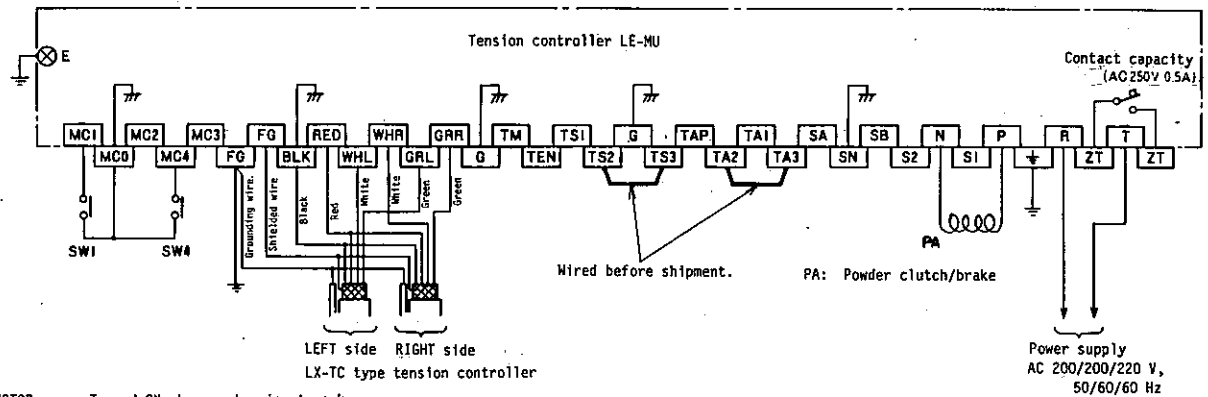 Tension controller LE-MU
E
Contact capacity
(AC 250V 0.5A)
MC1 MC2 MC3 FG RED WHR GRR TM TS1 G TAP TA1 SA SB N P R T
MC0 MC4 FG BLK WHL GRL G TEN TS2 TS3 TA2 TA3 SN S2 S1 ZT ZT
Grounding wire.
Shielded wire
Black
Red
White
White
Green
Green
SW1
SW4
PA
Wired before shipment.
PA: Powder clutch/brake
LEFT side RIGHT side
LX-TC type tension controller
Power supply
AC 200/200/220 V,
50/60/60 Hz